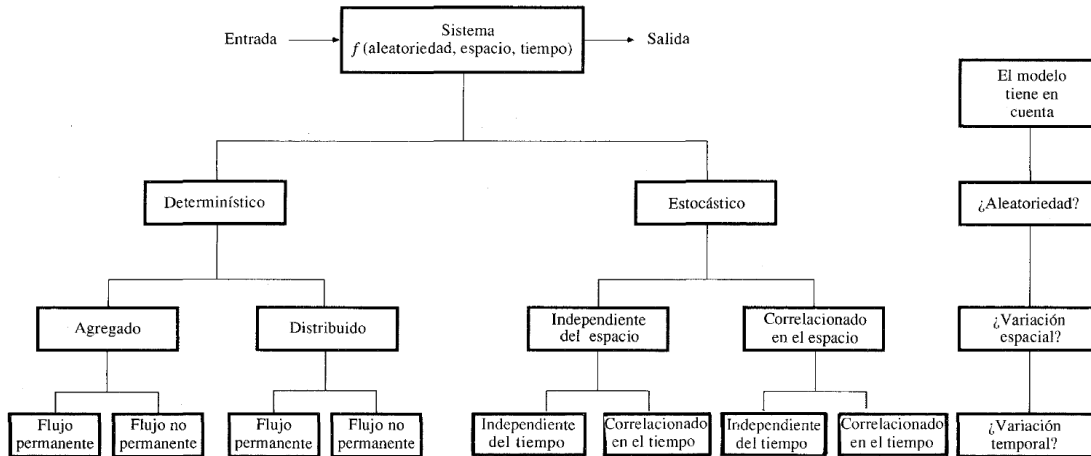 Entrada
Sistema
f (aleatoriedad, espacio, tiempo)
Salida
El modelo
tiene en
cuenta
Determinístico
Estocástico
¿Aleatoriedad?
Agregado
Distribuido
Independiente
del espacio
Correlacionado
en el espacio
¿Variación
espacial?
Flujo
permanente
Flujo no
permanente
Flujo
permanente
Flujo no
permanente
Independiente
del tiempo
Correlacionado
en el tiempo
Independiente
del tiempo
Correlacionado
en el tiempo
¿Variación
temporal?